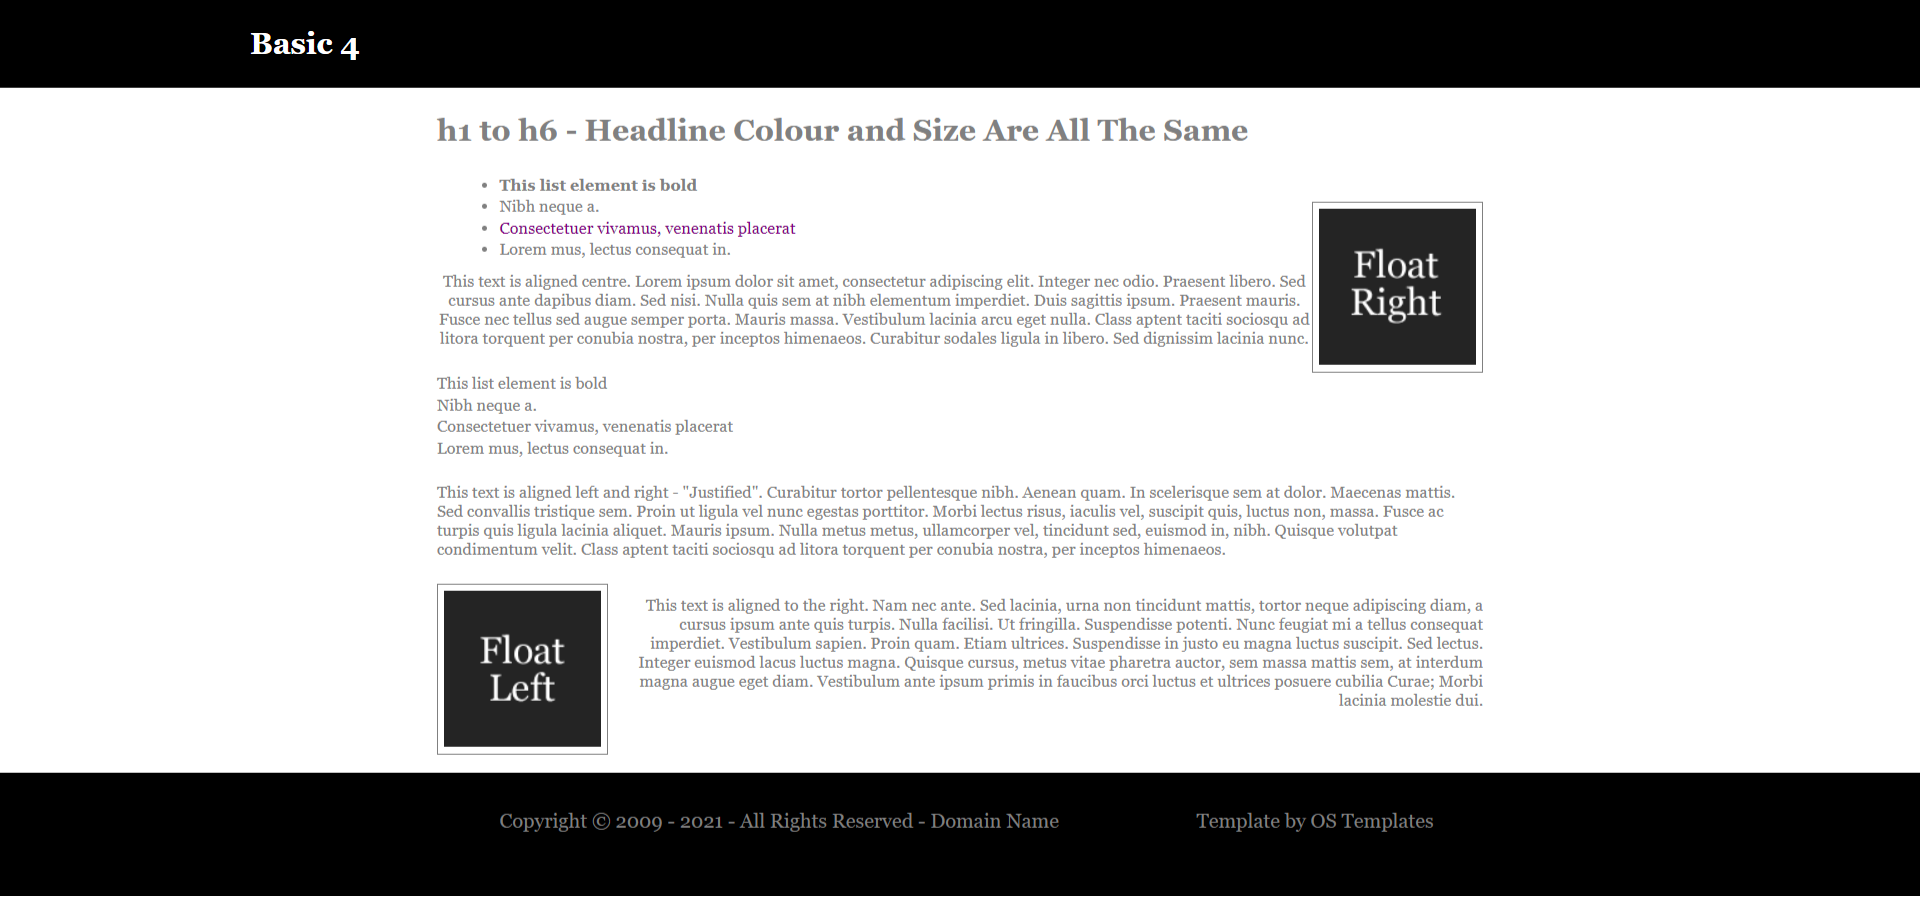 Basic 4
h1 to h6 - Headline Colour and Size Are All The Same
• This list element is bold
• Nibh neque a.
• Consectetuer vivamus, venenatis placerat
• Lorem mus, lectus consequat in.
This text is aligned centre. Lorem ipsum dolor sit amet, consectetur adipiscing elit. Integer nec odio. Praesent libero. Sed
cursus ante dapibus diam. Sed nisi. Nulla quis sem at nibh elementum imperdiet. Duis sagittis ipsum. Praesent mauris.
Fusce nec tellus sed augue semper porta. Mauris massa. Vestibulum lacinia arcu eget nulla. Class aptent taciti sociosqu ad
litora torquent per conubia nostra, per inceptos himenaeos. Curabitur sodales ligula in libero. Sed dignissim lacinia nunc.
Float
Right
This list element is bold
Nibh neque a.
Consectetuer vivamus, venenatis placerat
Lorem mus, lectus consequat in.
This text is aligned left and right - "Justified". Curabitur tortor pellentesque nibh. Aenean quam. In scelerisque sem at dolor. Maecenas mattis.
Sed convallis tristique sem. Proin ut ligula vel nunc egestas porttitor. Morbi lectus risus, iaculis vel, suscipit quis, luctus non, massa. Fusce ac
turpis quis ligula lacinia aliquet. Mauris ipsum. Nulla metus metus, ullamcorper vel, tincidunt sed, euismod in, nibh. Quisque volutpat
condimentum velit. Class aptent taciti sociosqu ad litora torquent per conubia nostra, per inceptos himenaeos.
Float
Left
This text is aligned to the right. Nam nec ante. Sed lacinia, urna non tincidunt mattis, tortor neque adipiscing diam, a
cursus ipsum ante quis turpis. Nulla facilisi. Ut fringilla. Suspendisse potenti. Nunc feugiat mi a tellus consequat
imperdiet. Vestibulum sapien. Proin quam. Etiam ultrices. Suspendisse in justo eu magna luctus suscipit. Sed lectus.
Integer euismod lacus luctus magna. Quisque cursus, metus vitae pharetra auctor, sem massa mattis sem, at interdum
magna augue eget diam. Vestibulum ante ipsum primis in faucibus orci luctus et ultrices posuere cubilia Curae; Morbi
lacinia molestie dui.
Copyright © 2009 - 2021 - All Rights Reserved - Domain Name
Template by OS Templates